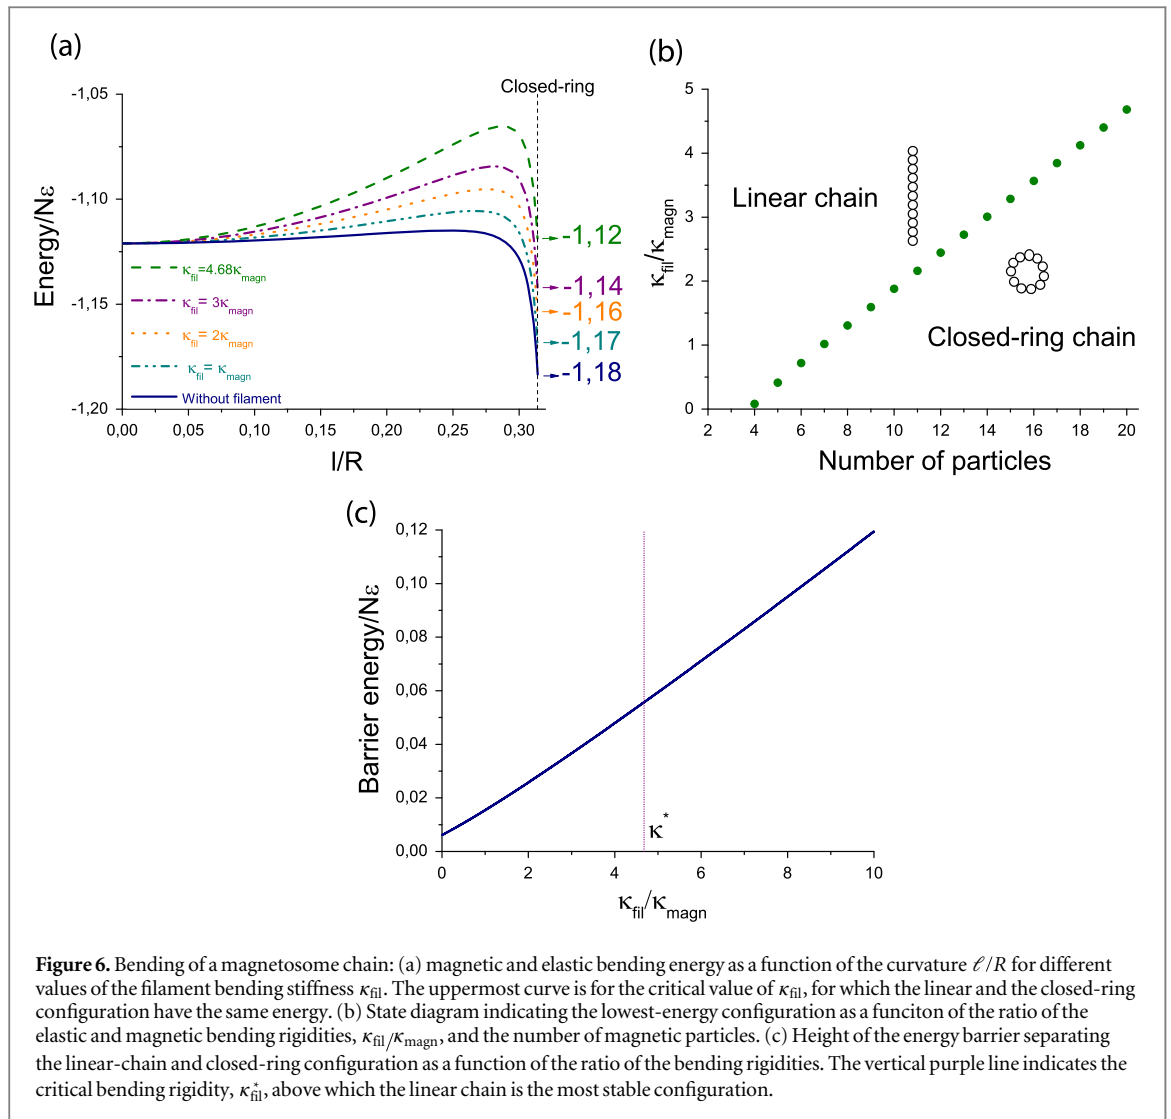 (a)
-1,05
-1,10
-1,15
-1,20
Energy/Nε
Closed-ring
-1,12
-1,14
-1,16
-1,17
-1,18
κfil=4.68κmagn
κfil= 3κmagn
κfil= 2κmagn
κfil= κmagn
Without filament
0,00 0,05 0,10 0,15 0,20 0,25 0,30
l/R
(b)
5
4
3
2
1
0
κfil/κmagn
Linear chain
Closed-ring chain
2 4 6 8 10 12 14 16 18 20
Number of particles
(c)
0,12
0,10
0,08
0,06
0,04
0,02
0,00
Barrier energy/Nε
κ*
0 2 4 6 8 10
κfil/κmagn
Figure 6. Bending of a magnetosome chain: (a) magnetic and elastic bending energy as a function of the curvature ℓ/R for different
values of the filament bending stiffness κfil. The uppermost curve is for the critical value of κfil, for which the linear and the closed-ring
configuration have the same energy. (b) State diagram indicating the lowest-energy configuration as a funciton of the ratio of the
elastic and magnetic bending rigidities, κfil/κmagn, and the number of magnetic particles. (c) Height of the energy barrier separating
the linear-chain and closed-ring configuration as a function of the ratio of the bending rigidities. The vertical purple line indicates the
critical bending rigidity, κ*fil, above which the linear chain is the most stable configuration.